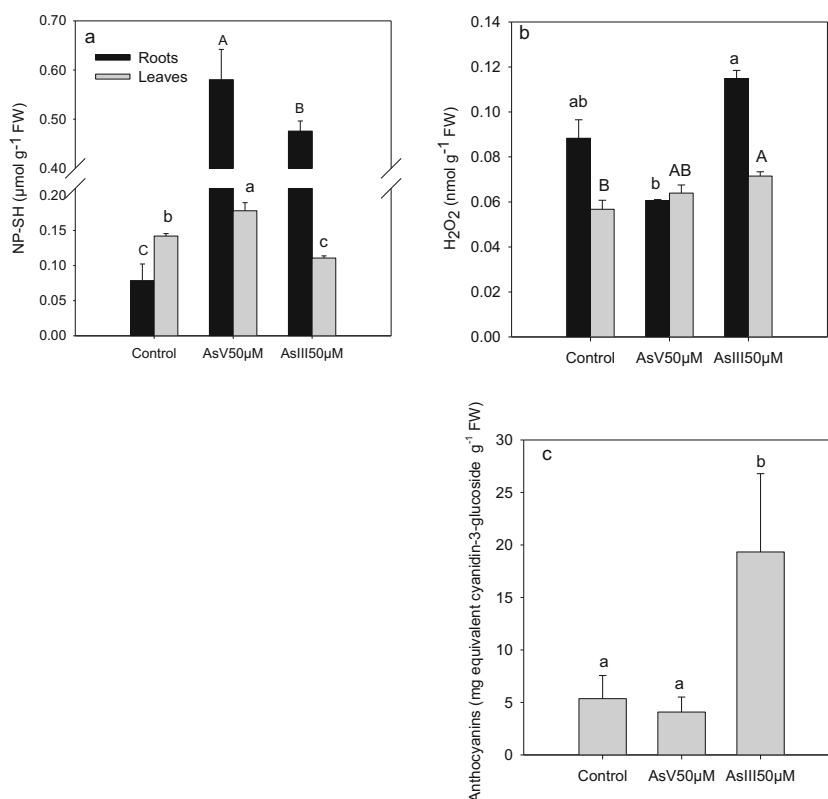 a
Roots
Leaves
NP-SH (µmol g⁻¹ FW)
0.70
0.60
0.50
0.40
0.20
0.15
0.10
0.05
0.00
C
b
A
a
B
c
Control
AsV50µM
AsIII50µM
b
H₂O₂ (nmol g⁻¹ FW)
0.14
0.12
0.10
0.08
0.06
0.04
0.02
0.00
ab
B
b
AB
a
A
Control
AsV50µM
AsIII50µM
c
Anthocyanins (mg equivalent cyanidin-3-glucoside g⁻¹ FW)
30
25
20
15
10
5
0
a
a
b
Control
AsV50µM
AsIII50µM